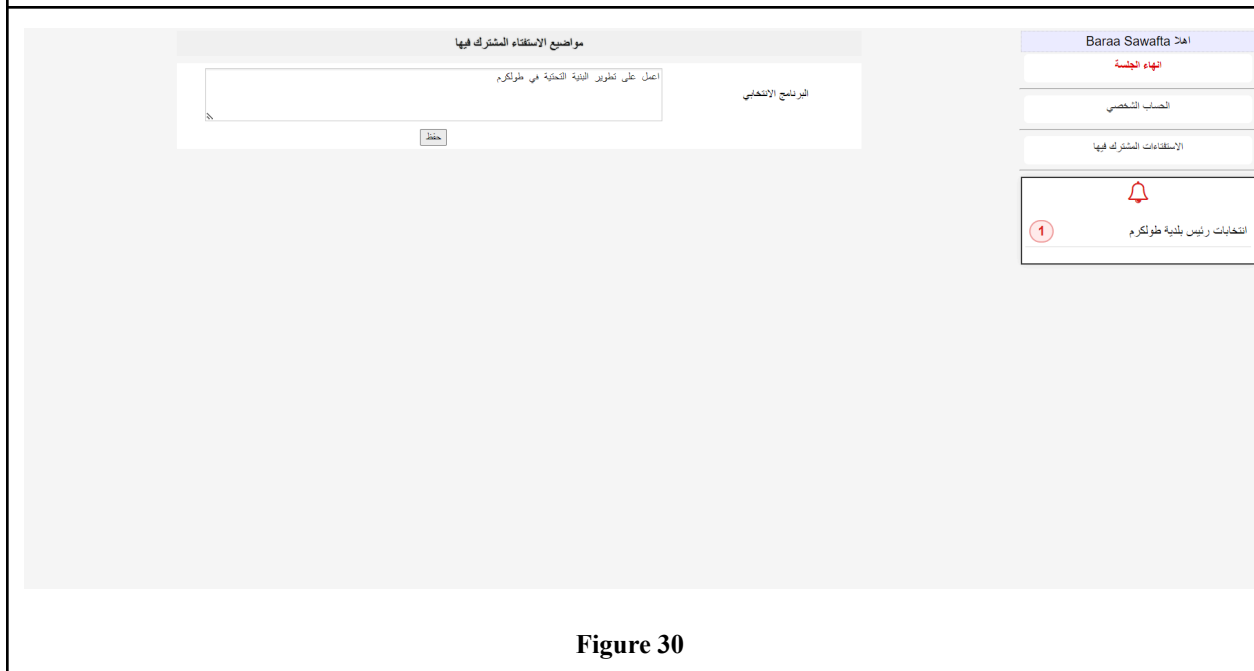 اهلا Baraa Sawafta
انهاء الجلسة
الحساب الشخصي
الاستفتاءات المشترك فيها
انتخابات رئيس بلدية طولكرم
1
مواضيع الاستفتاء المشترك فيها
البرنامج الانتخابي
اعمل على تطوير البنية التحتية في طولكرم
حفظ
Figure 30